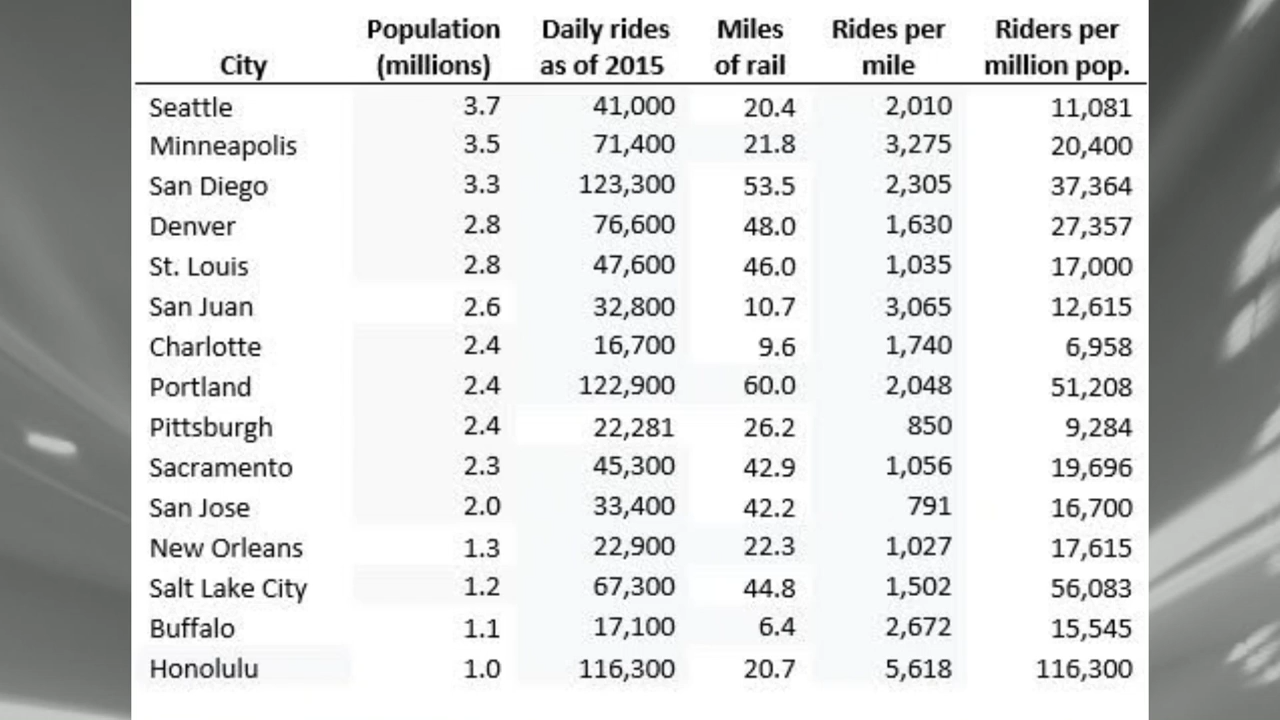 Population Daily rides Miles Rides per Riders per
City (millions) as of 2015 of rail mile million pop.
Seattle 3.7 41,000 20.4 2,010 11,081
Minneapolis 3.5 71,400 21.8 3,275 20,400
San Diego 3.3 123,300 53.5 2,305 37,364
Denver 2.8 76,600 48.0 1,630 27,357
St. Louis 2.8 47,600 46.0 1,035 17,000
San Juan 2.6 32,800 10.7 3,065 12,615
Charlotte 2.4 16,700 9.6 1,740 6,958
Portland 2.4 122,900 60.0 2,048 51,208
Pittsburgh 2.4 22,281 26.2 850 9,284
Sacramento 2.3 45,300 42.9 1,056 19,696
San Jose 2.0 33,400 42.2 791 16,700
New Orleans 1.3 22,900 22.3 1,027 17,615
Salt Lake City 1.2 67,300 44.8 1,502 56,083
Buffalo 1.1 17,100 6.4 2,672 15,545
Honolulu 1.0 116,300 20.7 5,618 116,300